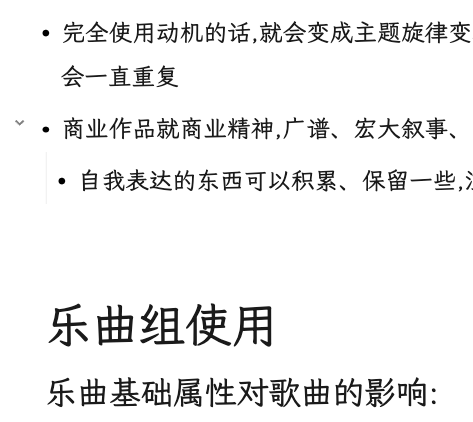 完全使用动机的话,就会变成主题旋律变
会一直重复
商业作品就商业精神,广谱、宏大叙事、
自我表达的东西可以积累、保留一些,
乐曲组使用
乐曲基础属性对歌曲的影响: